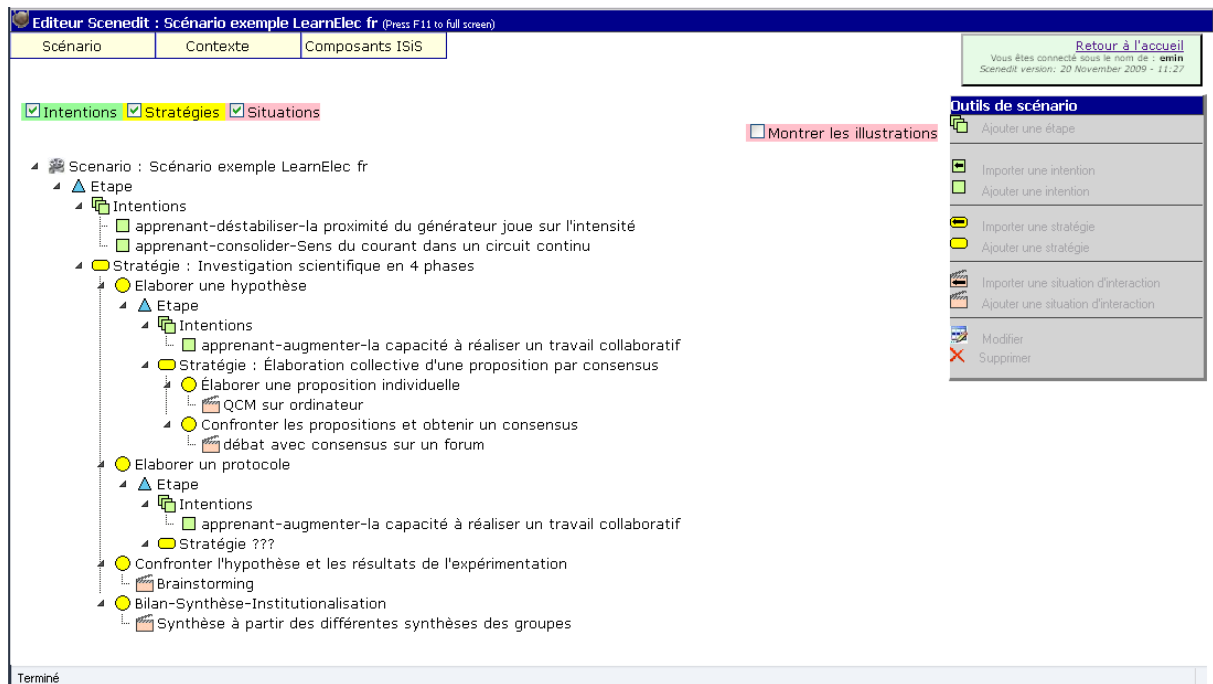 Editeur Scenedit : Scénario exemple LearnElec fr (Press F11 to full screen)
Scénario Contexte Composants ISiS
Retour à l'accueil
Vous êtes connecté sous le nom de : emin
Scenedit version: 20 November 2009 - 11:27
Intentions Stratégies Situations
Montrer les illustrations
Outils de scénario
Ajouter une étape
Importer une intention
Ajouter une intention
Importer une stratégie
Ajouter une stratégie
Importer une situation d'interaction
Ajouter une situation d'interaction
Modifier
Supprimer
Scenario : Scénario exemple LearnElec fr
Etape
Intentions
apprenant-déstabiliser-la proximité du générateur joue sur l'intensité
apprenant-consolider-Sens du courant dans un circuit continu
Stratégie : Investigation scientifique en 4 phases
Elaborer une hypothèse
Etape
Intentions
apprenant-augmenter-la capacité à réaliser un travail collaboratif
Stratégie : Élaboration collective d'une proposition par consensus
Élaborer une proposition individuelle
QCM sur ordinateur
Confronter les propositions et obtenir un consensus
débat avec consensus sur un forum
Elaborer un protocole
Etape
Intentions
apprenant-augmenter-la capacité à réaliser un travail collaboratif
Stratégie ???
Confronter l'hypothèse et les résultats de l'expérimentation
Brainstorming
Bilan-Synthèse-Institutionalisation
Synthèse à partir des différentes synthèses des groupes
Terminé